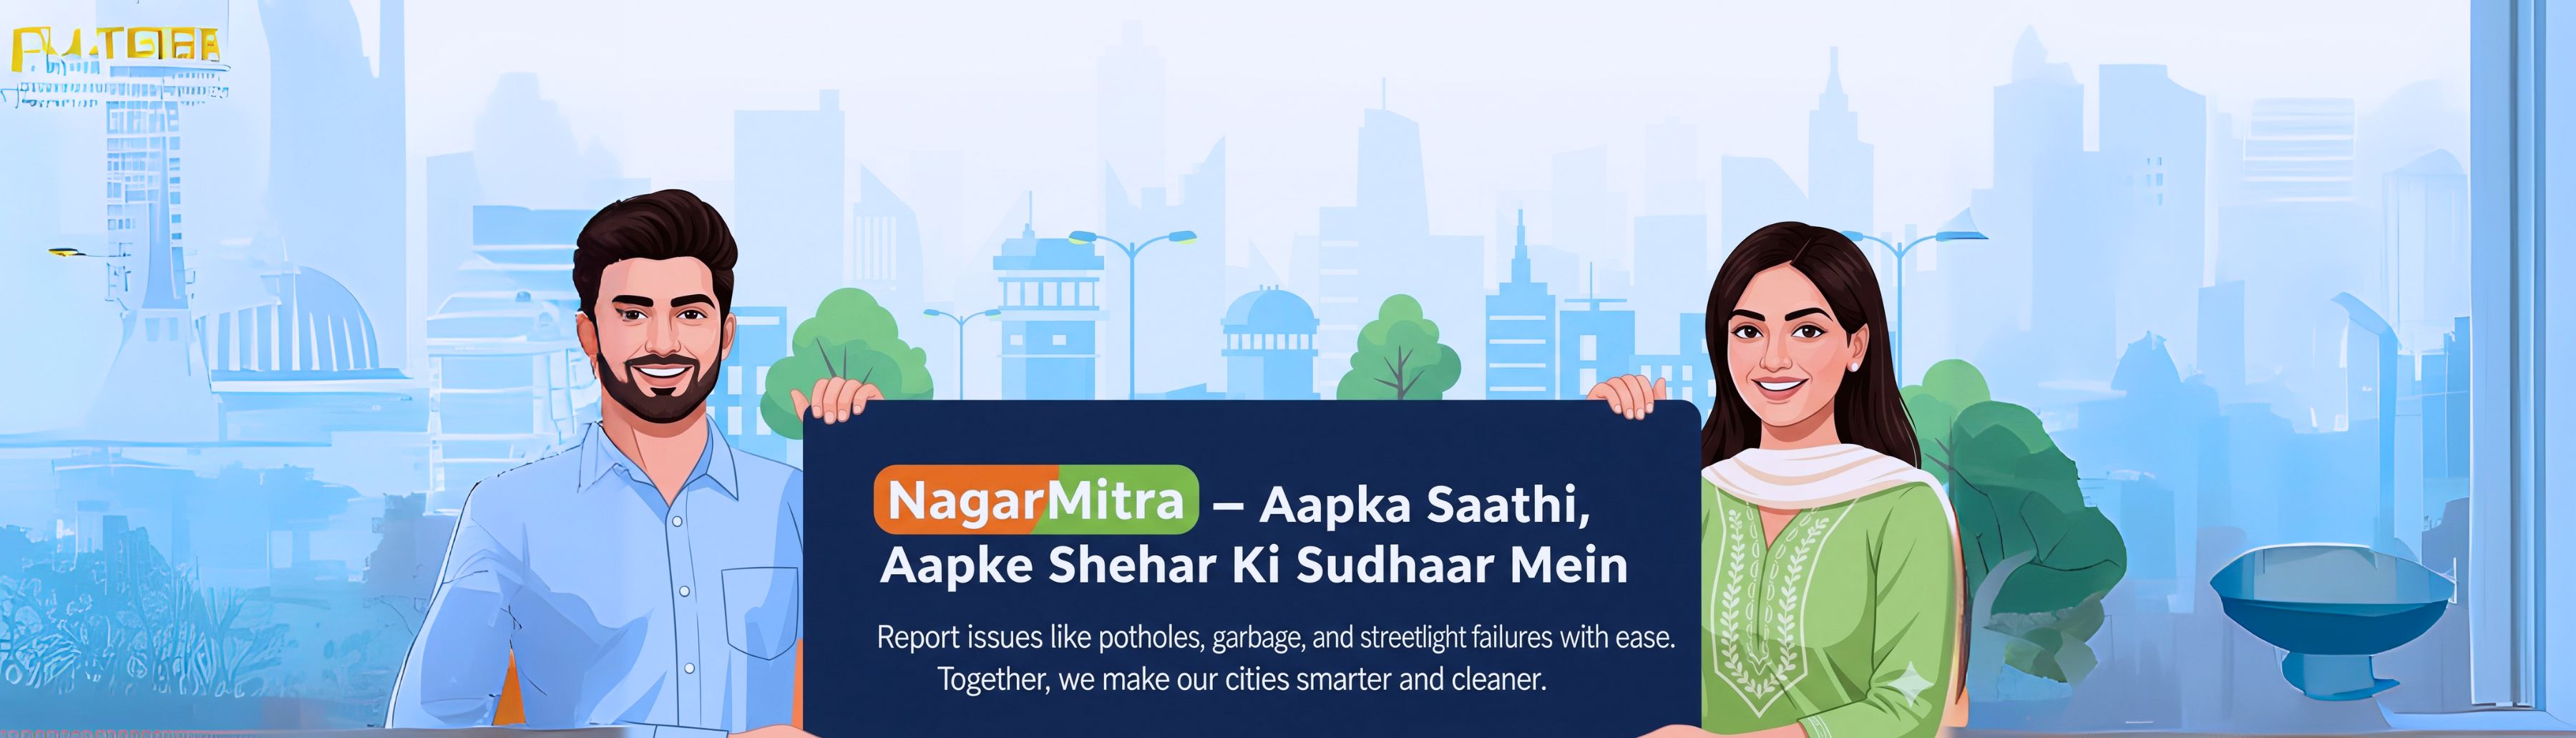 NagarMitra – Aapka Saathi,
Aapke Shehar Ki Sudhaar Mein
Report issues like potholes, garbage, and streetlight failures with ease.
Together, we make our cities smarter and cleaner.